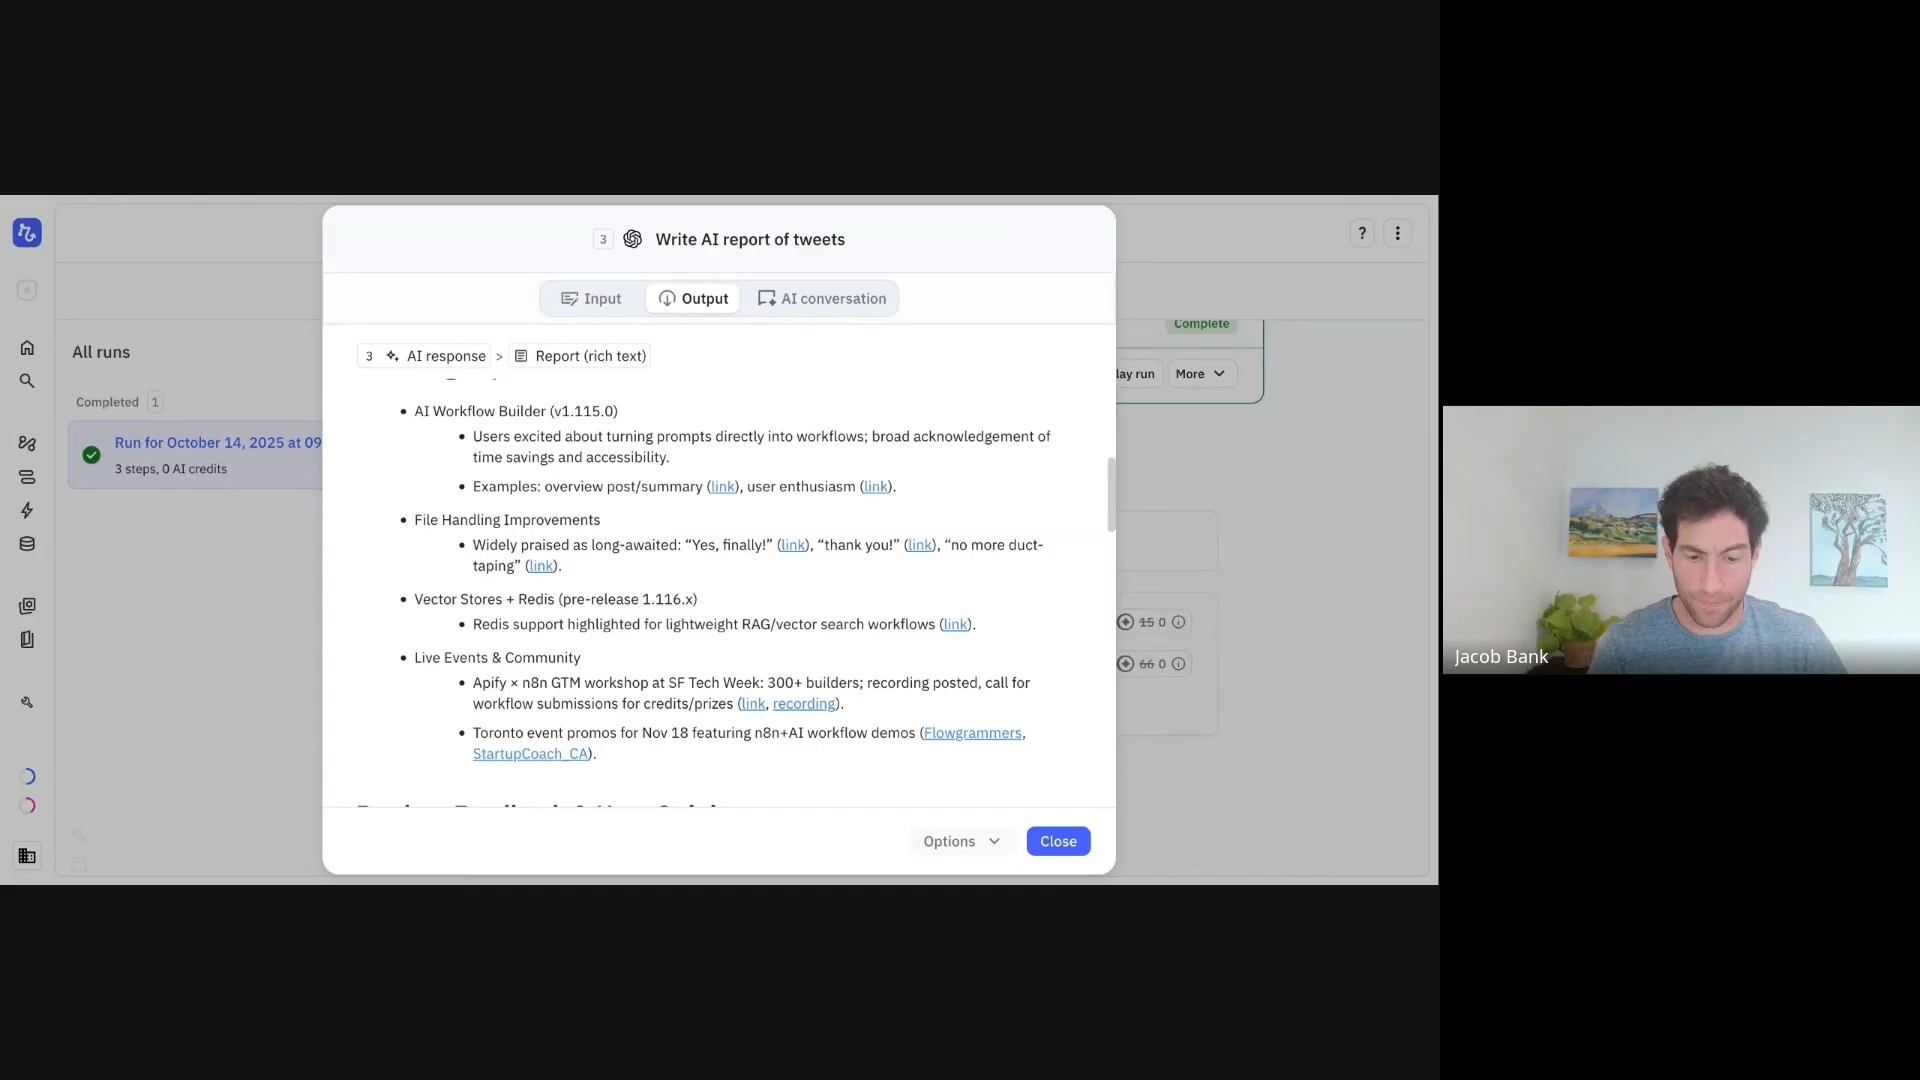 3 Write AI report of tweets
?
Input Output AI conversation
Complete
All runs
3 AI response > Report (rich text)
lay run More
Completed 1
• AI Workflow Builder (v1.115.0)
• Users excited about turning prompts directly into workflows; broad acknowledgement of
time savings and accessibility.
Run for October 14, 2025 at 09
3 steps, 0 AI credits
• Examples: overview post/summary (link), user enthusiasm (link).
• File Handling Improvements
• Widely praised as long-awaited: “Yes, finally!” (link), “thank you!” (link), “no more duct-
taping” (link).
• Vector Stores + Redis (pre-release 1.116.x)
• Redis support highlighted for lightweight RAG/vector search workflows (link).
15 0
• Live Events & Community
66 0
• Apify × n8n GTM workshop at SF Tech Week: 300+ builders; recording posted, call for
workflow submissions for credits/prizes (link, recording).
• Toronto event promos for Nov 18 featuring n8n+AI workflow demos (Flowgrammers,
StartupCoach_CA).
Options Close
Jacob Bank